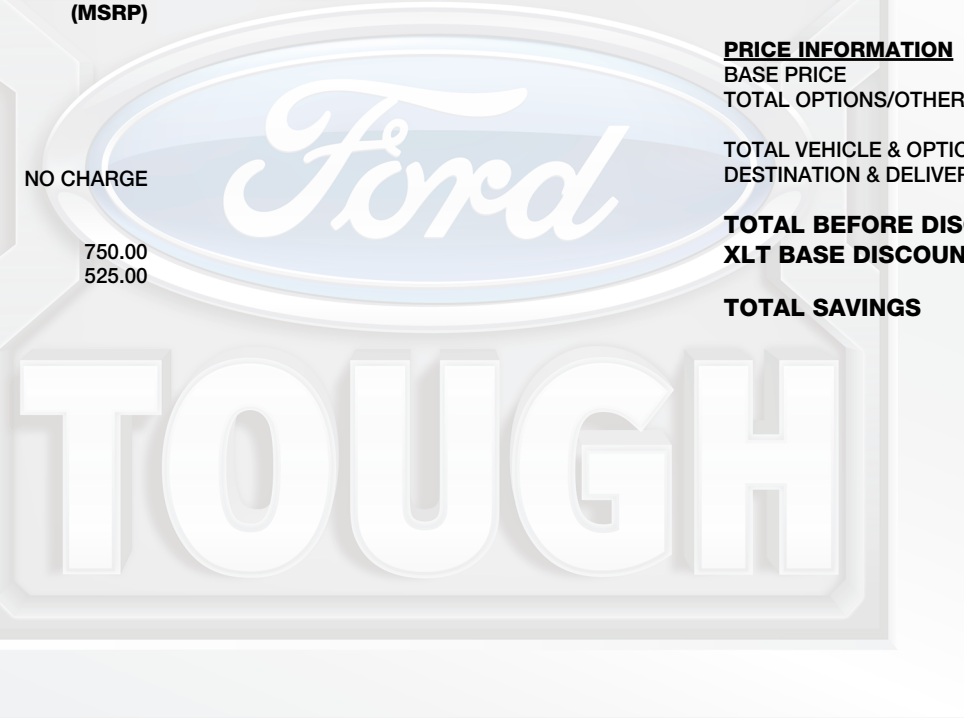 (MSRP)
NO CHARGE
750.00
525.00
PRICE INFORMATION
BASE PRICE
TOTAL OPTIONS/OTHER
TOTAL VEHICLE & OPTIO
DESTINATION & DELIVER
TOTAL BEFORE DIS
XLT BASE DISCOUN
TOTAL SAVINGS
Ford
TOUGH